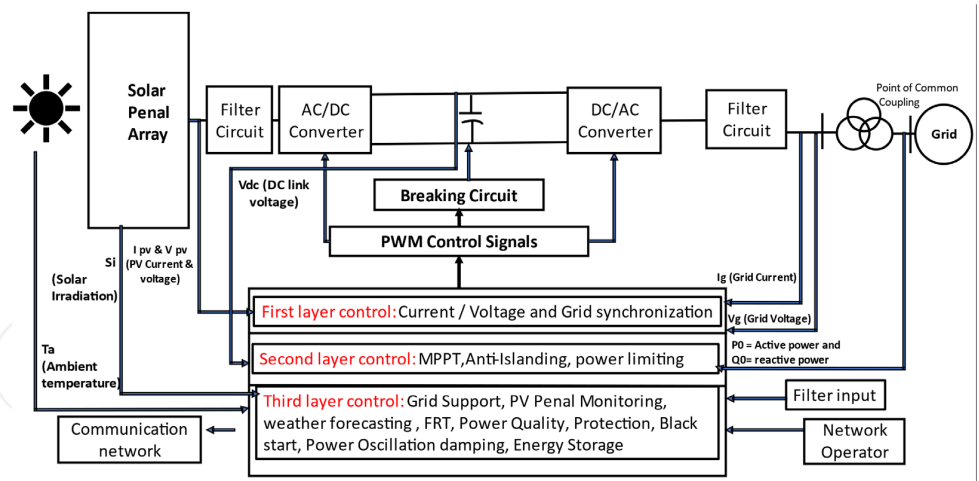 Solar
Penal
Array
Filter
Circuit
AC/DC
Converter
DC/AC
Converter
Filter
Circuit
Point of Common
Coupling
Grid
Vdc (DC link
voltage)
Breaking Circuit
PWM Control Signals
I pv & V pv
(PV Current &
voltage)
Si
(Solar
Irradiation)
Ta
(Ambient
temperature)
Ig (Grid Current)
Vg (Grid Voltage)
P0 = Active power and
Q0= reactive power
First layer control: Current / Voltage and Grid synchronization
Second layer control: MPPT,Anti-Islanding, power limiting
Third layer control: Grid Support, PV Penal Monitoring,
weather forecasting , FRT, Power Quality, Protection, Black
start, Power Oscillation damping, Energy Storage
Filter input
Network
Operator
Communication
network